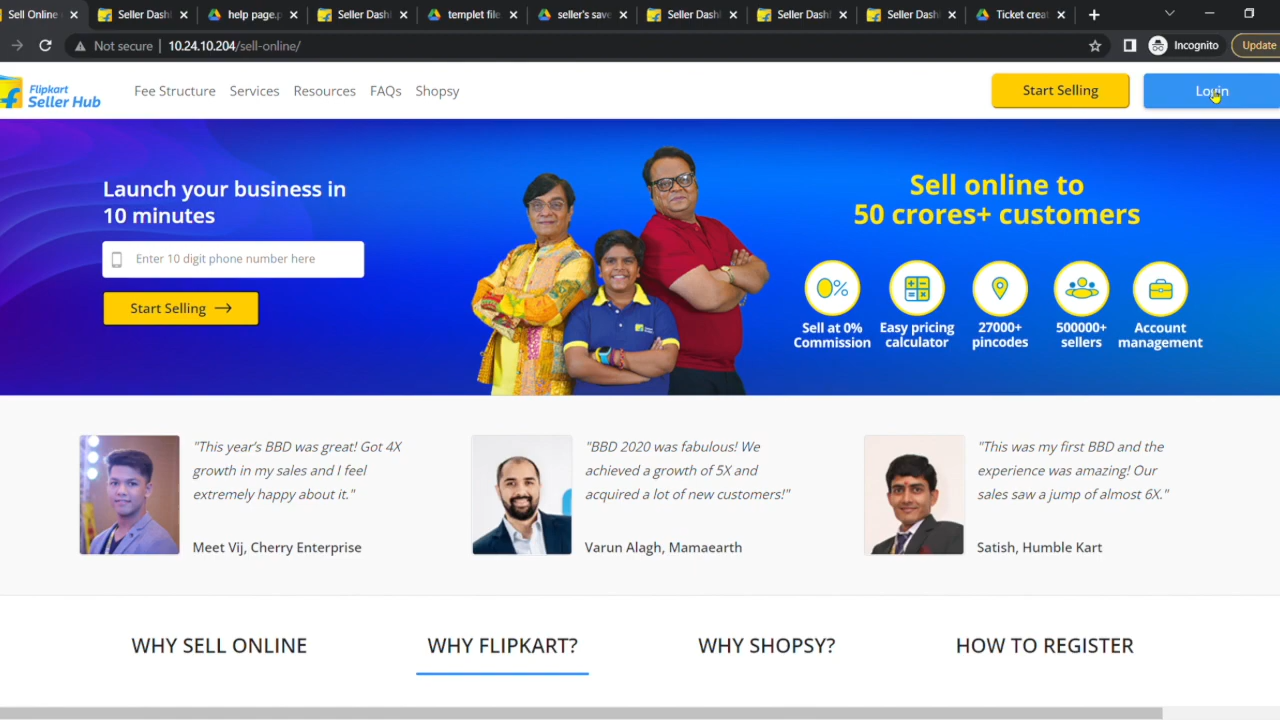 Sell Online
Seller Dash
help page.p
Seller Dash
templet file
seller's save
Seller Dash
Seller Dash
Seller Dash
Ticket creat
Not secure
10.24.10.204/sell-online/
Incognito
Update
Flipkart
Seller Hub
Fee Structure
Services
Resources
FAQs
Shopsy
Start Selling
Login
Launch your business in
10 minutes
Enter 10 digit phone number here
Start Selling
Sell online to
50 crores+ customers
0%
Sell at 0%
Commission
Easy pricing
calculator
27000+
pincodes
500000+
sellers
Account
management
"This year's BBD was great! Got 4X
growth in my sales and I feel
extremely happy about it."
Meet Vij, Cherry Enterprise
"BBD 2020 was fabulous! We
achieved a growth of 5X and
acquired a lot of new customers!"
Varun Alagh, Mamaearth
"This was my first BBD and the
experience was amazing! Our
sales saw a jump of almost 6X."
Satish, Humble Kart
WHY SELL ONLINE
WHY FLIPKART?
WHY SHOPSY?
HOW TO REGISTER